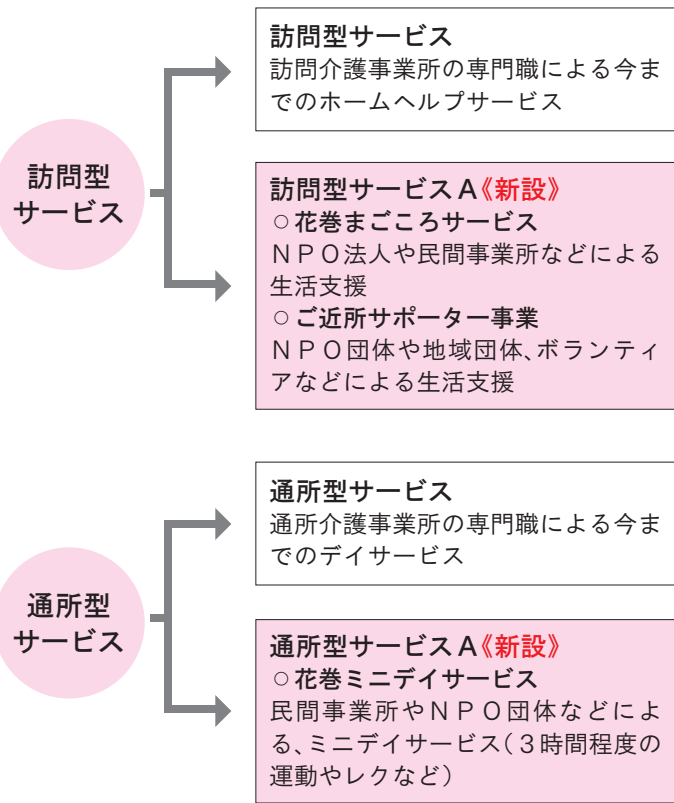 訪問型
サービス
訪問型サービス
訪問介護事業所の専門職による今ま
でのホームヘルプサービス
訪問型サービスA《新設》
○花巻まごころサービス
ＮＰＯ法人や民間事業所などによる
生活支援
○ご近所サポーター事業
ＮＰＯ団体や地域団体、ボランティ
アなどによる生活支援
通所型
サービス
通所型サービス
通所介護事業所の専門職による今ま
でのデイサービス
通所型サービスA《新設》
○花巻ミニデイサービス
民間事業所やＮＰＯ団体などによ
る、ミニデイサービス（３時間程度の
運動やレクなど）